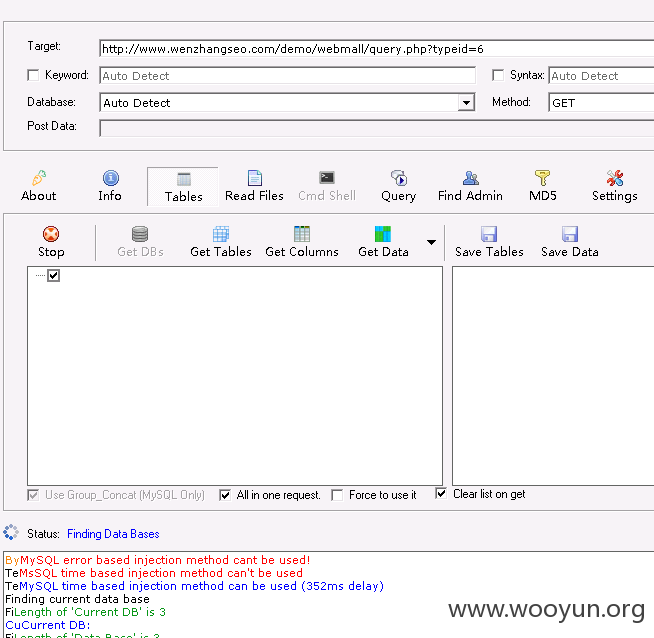 Target: http://www.wenzhangseo.com/demo/webmall/query.php?typeid=6
Keyword: Auto Detect Syntax: Auto Detect
Database: Auto Detect Method: GET
Post Data:
About Info Tables Read Files Cmd Shell Query Find Admin MD5 Settings
Stop Get DBs Get Tables Get Columns Get Data Save Tables Save Data
Use Group_Concat (MySQL Only) All in one request. Force to use it Clear list on get
Status: Finding Data Bases
ByMySQL error based injection method cant be used!
TeMsSQL time based injection method can't be used
TeMySQL time based injection method can be used (352ms delay)
Finding current data base
FiLength of 'Current DB' is 3
CuCurrent DB:
FiLength of 'Data Base' is 3
www.wooyun.org